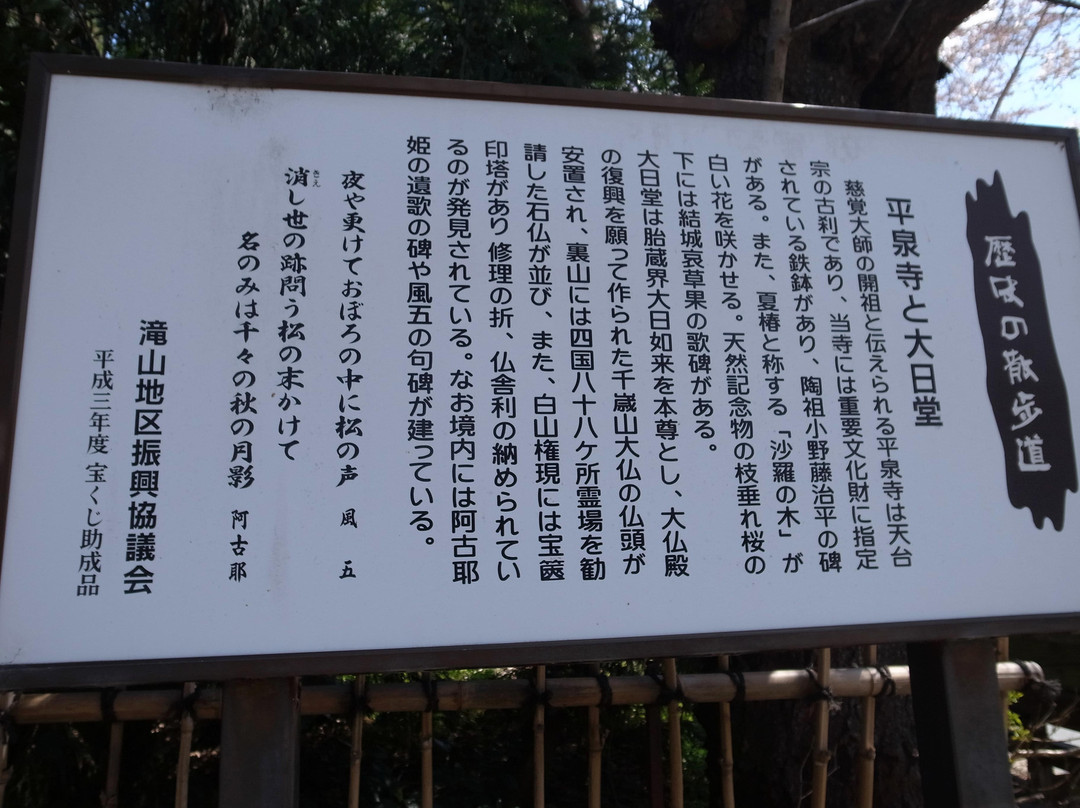 歴史の散歩道
平泉寺と大日堂
慈覚大師の開祖と伝えられる平泉寺は天台
宗の古刹であり、当寺には重要文化財に指定
されている鉄鉢があり、陶祖小野藤治平の碑
がある。また、夏椿と称する「沙羅の木」が
白い花を咲かせる。天然記念物の枝垂れ桜の
下には結城哀草果の歌碑がある。
大日堂は胎蔵界大日如来を本尊とし、大仏殿
の復興を願って作られた千歳山大仏の仏頭が
安置され、裏山には四国八十八ケ所霊場を勧
請した石仏が並び、また、白山権現には宝篋
印塔があり修理の折、仏舎利の納められてい
るのが発見されている。なお境内には阿古耶
姫の遺歌の碑や風五の句碑が建っている。
夜や更けておぼろの中に松の声 風五
消し世の跡問う松の末かけて
きえ
名のみは千々の秋の月影 阿古耶
滝山地区振興協議会
平成三年度 宝くじ助成品